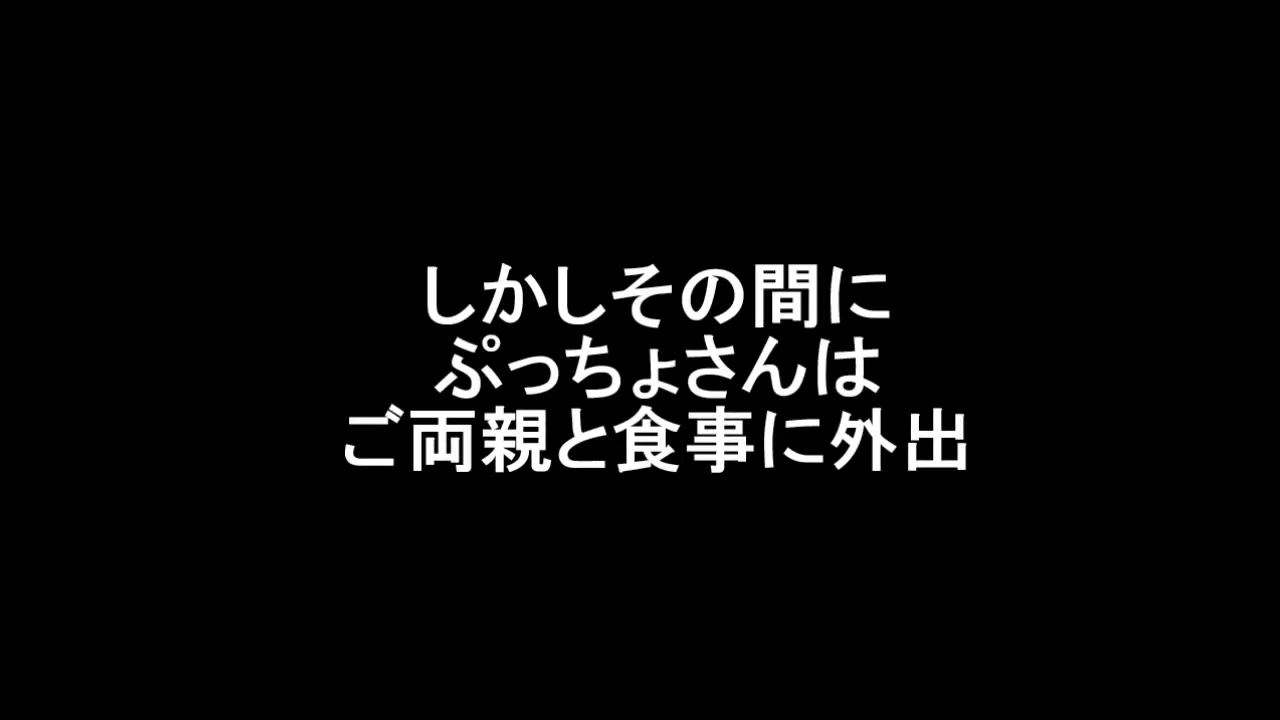 しかしその間に
ぷっちょさんは
ご両親と食事に外出